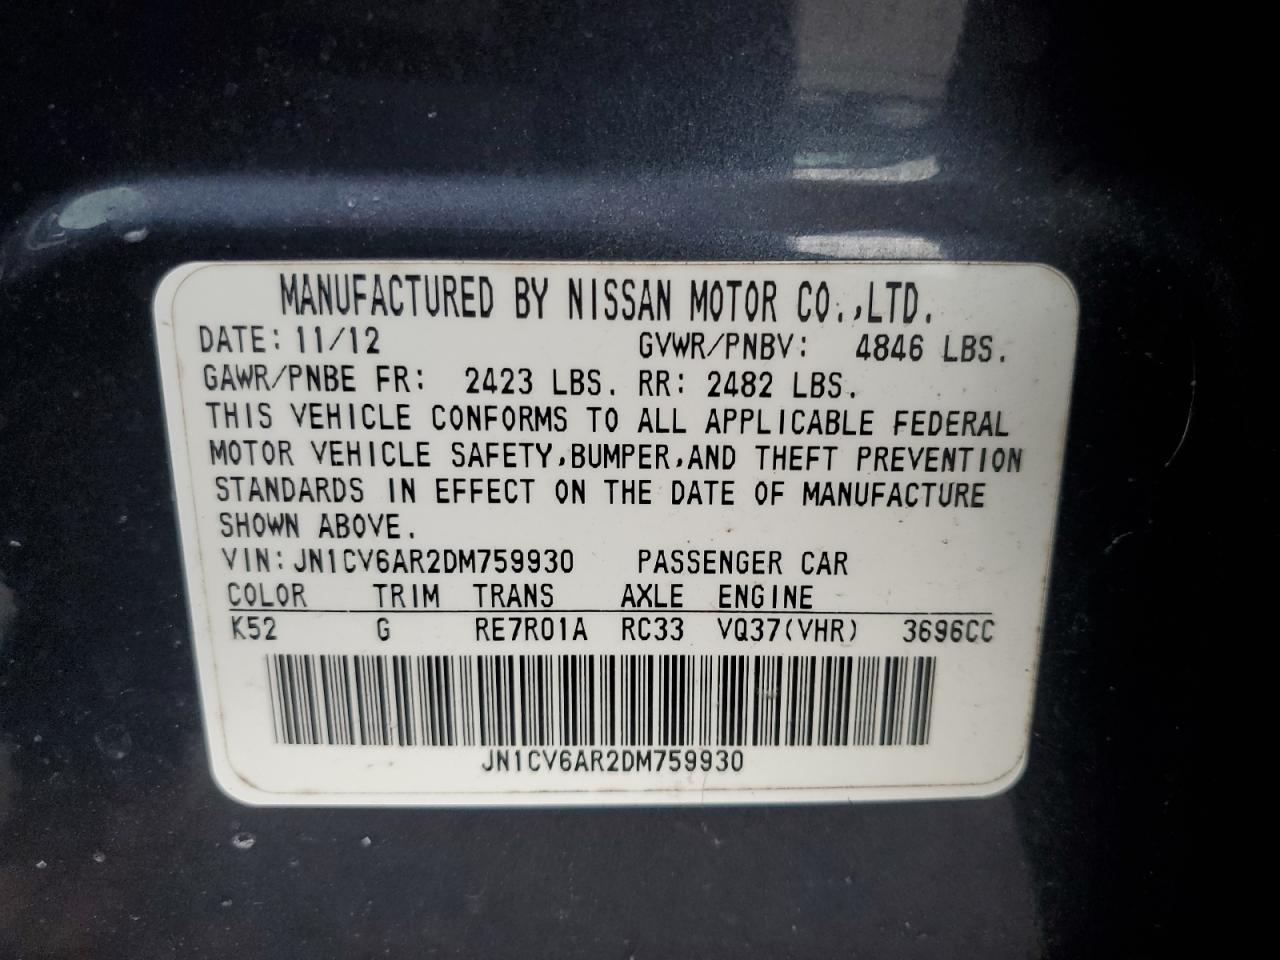 MANUFACTURED BY NISSAN MOTOR CO.,LTD.
DATE: 11/12 GVWR/PNBV: 4846 LBS.
GAWR/PNBE FR: 2423 LBS. RR: 2482 LBS.
THIS VEHICLE CONFORMS TO ALL APPLICABLE FEDERAL
MOTOR VEHICLE SAFETY,BUMPER,AND THEFT PREVENTION
STANDARDS IN EFFECT ON THE DATE OF MANUFACTURE
SHOWN ABOVE.
VIN:JN1CV6AR2DM759930 PASSENGER CAR
COLOR TRIM TRANS AXLE ENGINE
K52 G RE7R01A RC33 VQ37(VHR) 3696CC
JN1CV6AR2DM759930